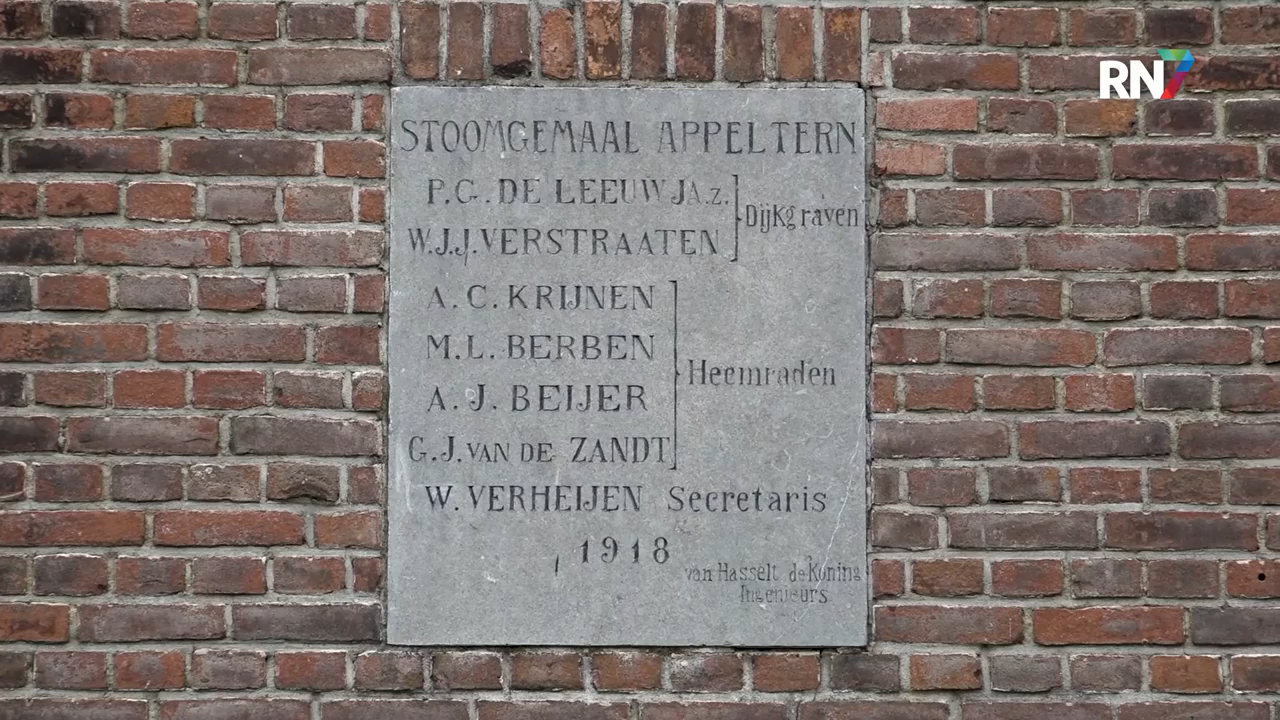 RN7
STOOMGEMAAL APPELTERN
P.G. DE LEEUW JA.z.
Dijkgraven
W.J.J. VERSTRAATEN
A.C. KRIJNEN
M.L. BERBEN
Heemraden
A.J. BEIJER
G.J. VAN DE ZANDT
W. VERHEIJEN Secretaris
1918
van Hasselt de Koning
Ingenieurs